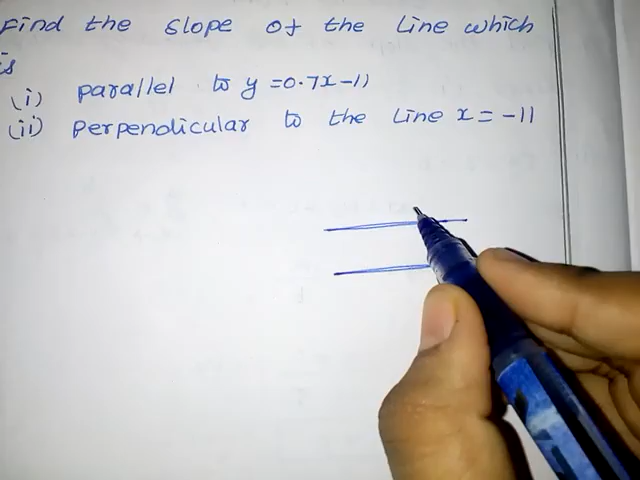 Find the slope of the line which
is
(i) parallel to y = 0.7x - 11
(ii) perpendicular to the line x = -11